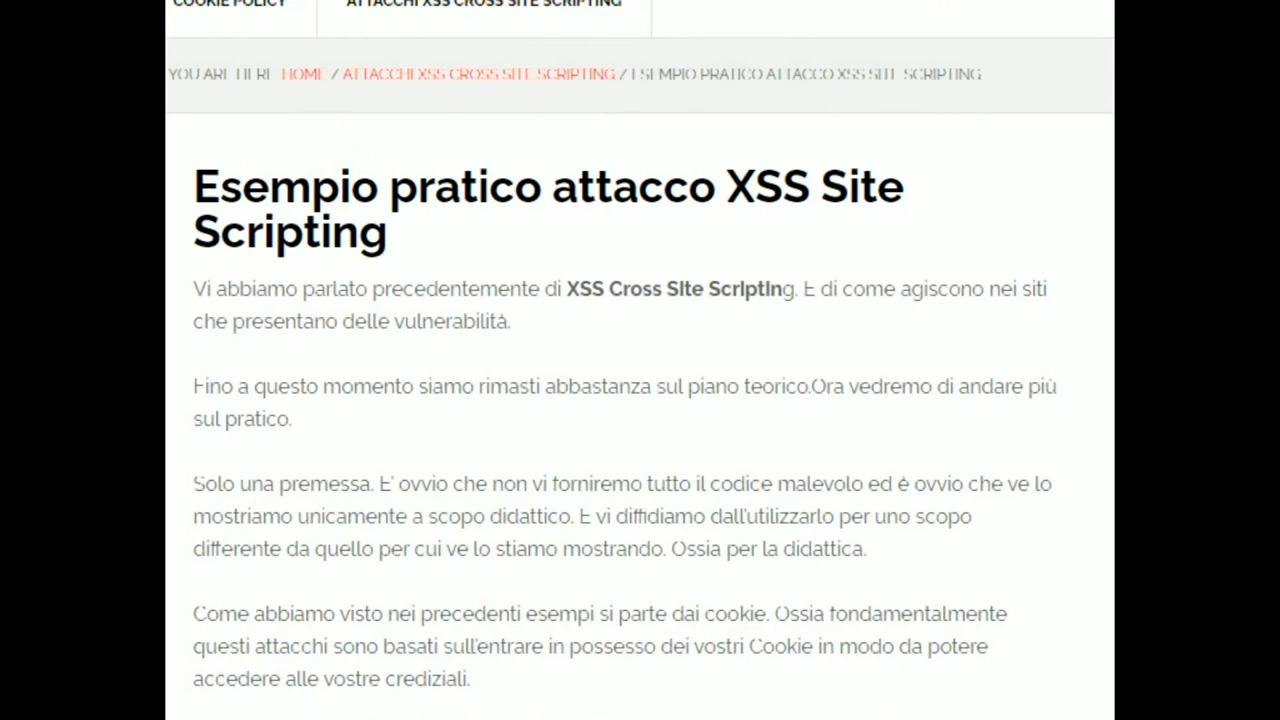 COOKIE POLICY ATTACCHI XSS CROSS SITE SCRIPTING
YOU ARE HERE: HOME / ATTACCHI XSS CROSS SITE SCRIPTING / ESEMPIO PRATICO ATTACCO XSS SITE SCRIPTING
Esempio pratico attacco XSS Site
Scripting
Vi abbiamo parlato precedentemente di XSS Cross Site Scripting. E di come agiscono nei siti
che presentano delle vulnerabilità.
Fino a questo momento siamo rimasti abbastanza sul piano teorico.Ora vedremo di andare più
sul pratico.
Solo una premessa. E' ovvio che non vi forniremo tutto il codice malevolo ed è ovvio che ve lo
mostriamo unicamente a scopo didattico. E vi diffidiamo dall'utilizzarlo per uno scopo
differente da quello per cui ve lo stiamo mostrando. Ossia per la didattica.
Come abbiamo visto nei precedenti esempi si parte dai cookie. Ossia fondamentalmente
questi attacchi sono basati sull'entrare in possesso dei vostri Cookie in modo da potere
accedere alle vostre crediziali.